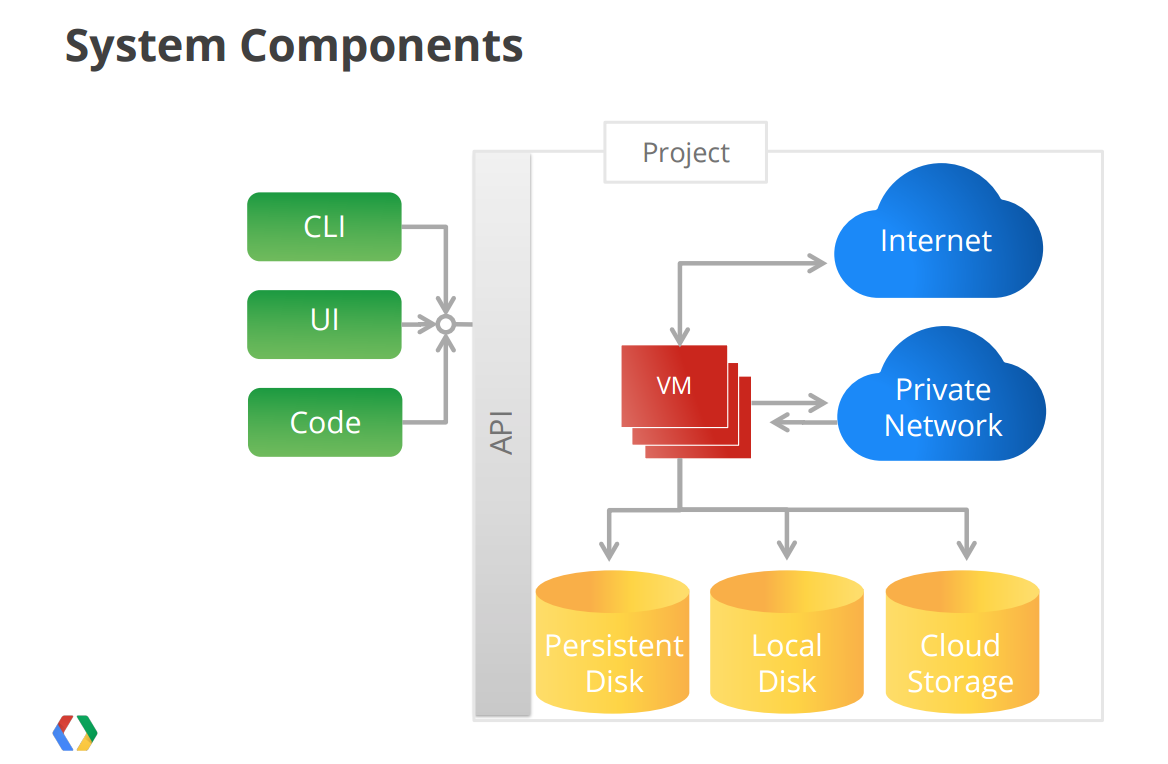 System Components
Project
CLI
UI
Code
API
Internet
VM
Private
Network
Persistent
Disk
Local
Disk
Cloud
Storage